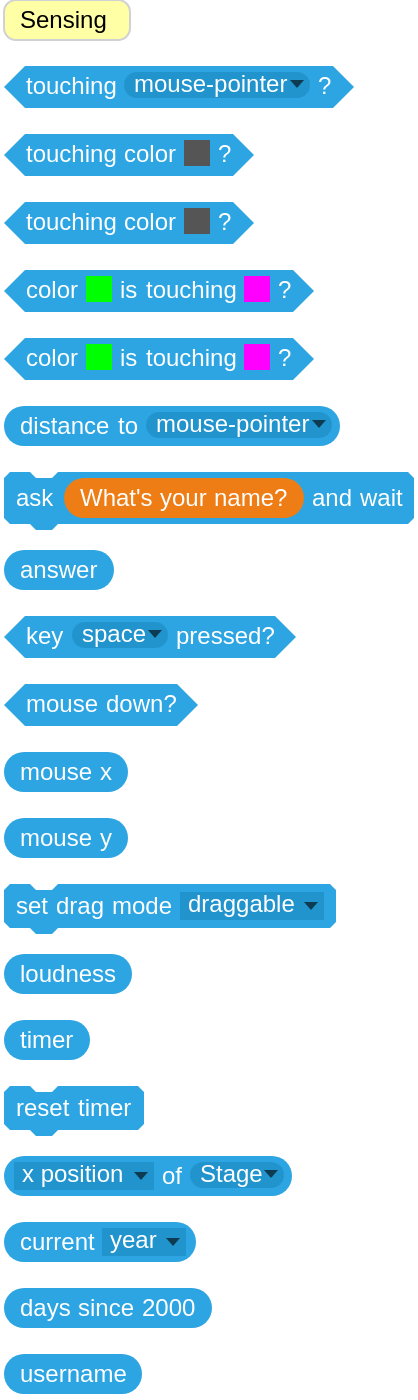 Sensing
touching mouse-pointer ?
touching color ?
touching color ?
color is touching ?
color is touching ?
distance to mouse-pointer
ask What's your name? and wait
answer
key space pressed?
mouse down?
mouse x
mouse y
set drag mode draggable
loudness
timer
reset timer
x position of Stage
current year
days since 2000
username